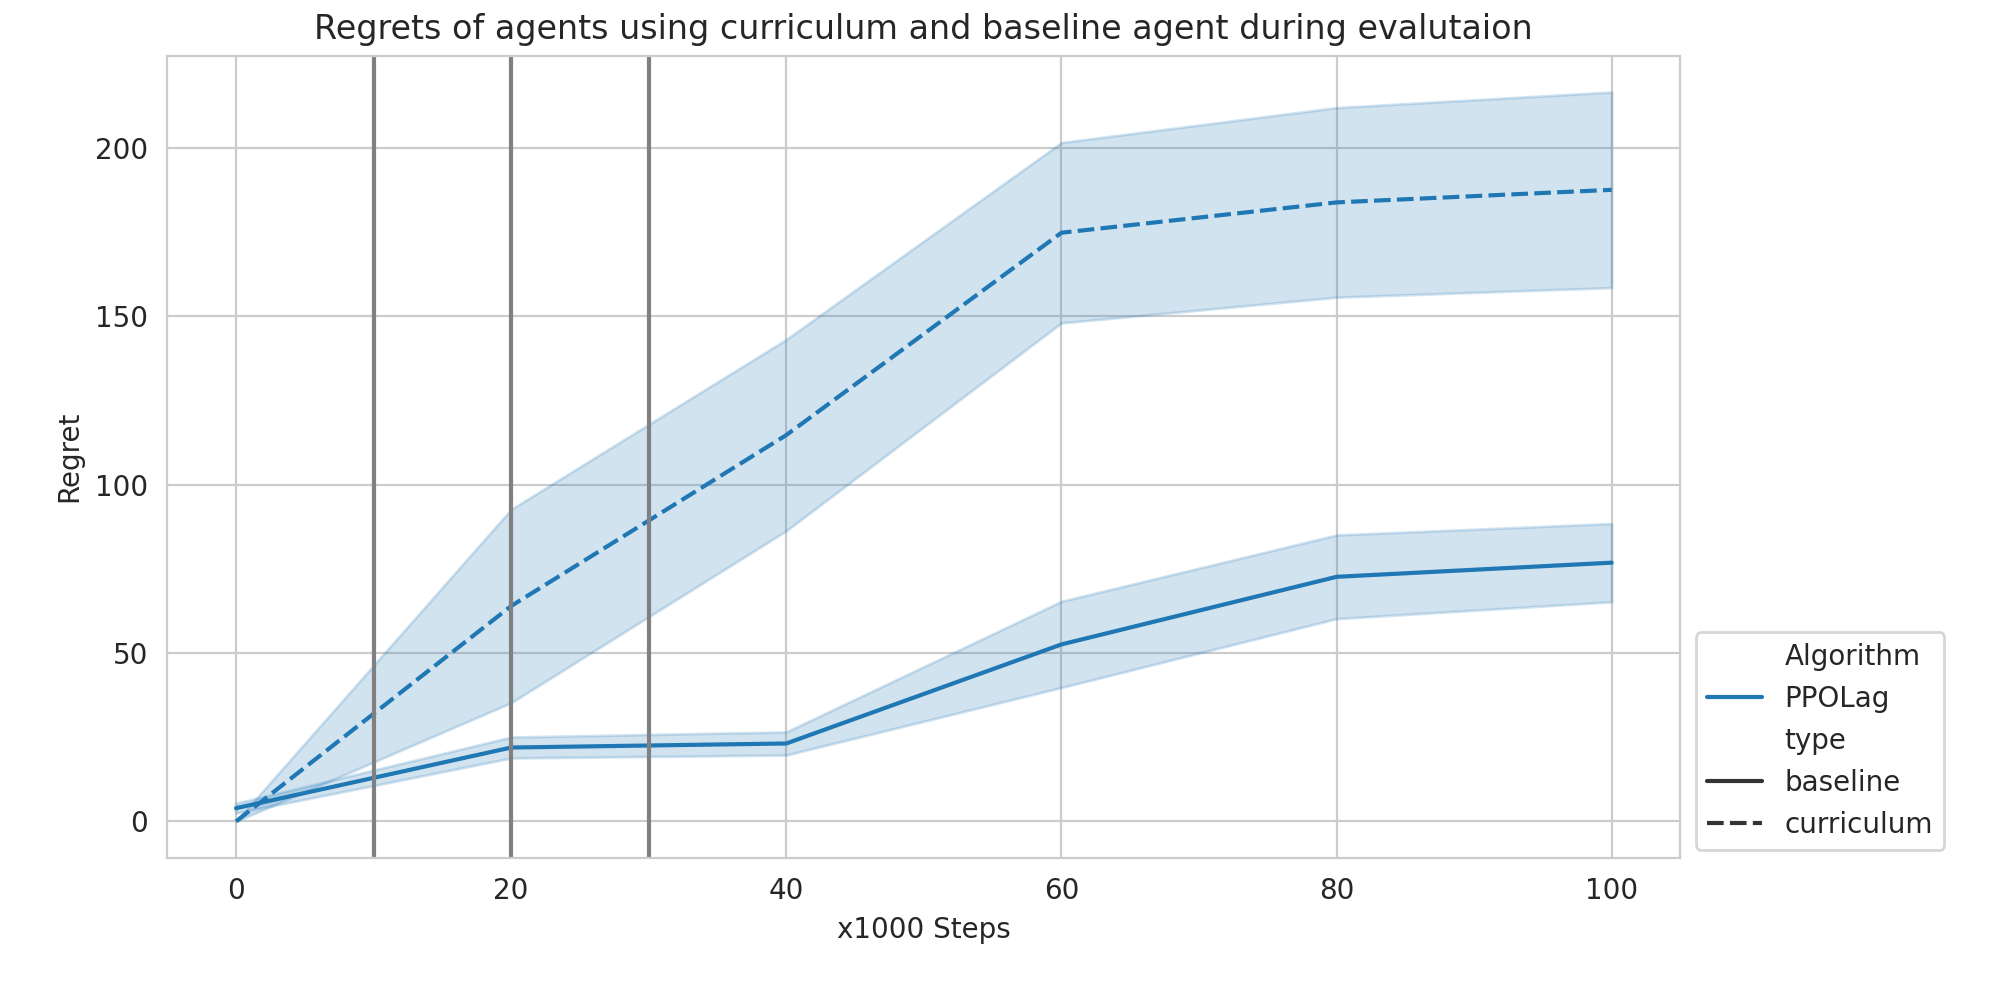 Regrets of agents using curriculum and baseline agent during evalutaion
Regret
200
150
100
50
0
0 20 40 60 80 100
x1000 Steps
Algorithm
PPOLag
type
baseline
curriculum